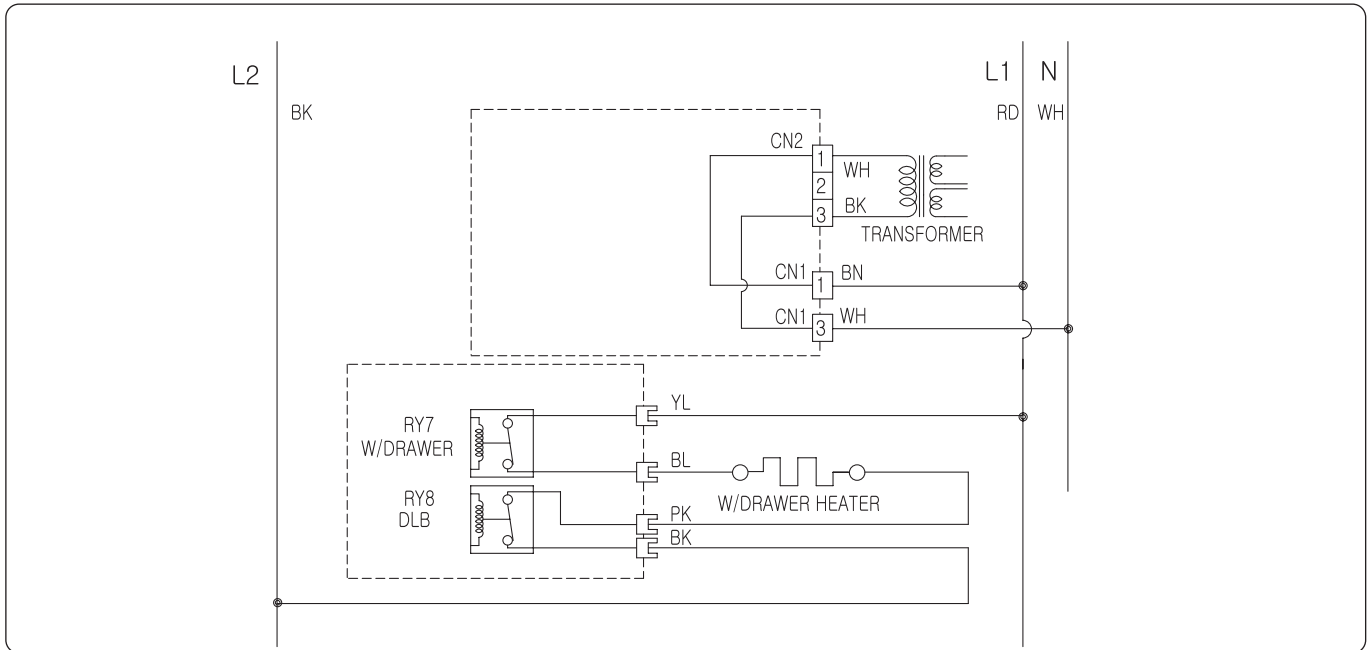 L2
L1 N
BK
RD WH
CN2
1
WH
2
3
BK
TRANSFORMER
CN1
1
BN
CN1
3
WH
YL
RY7
W/DRAWER
BL
W/DRAWER HEATER
RY8
DLB
PK
BK